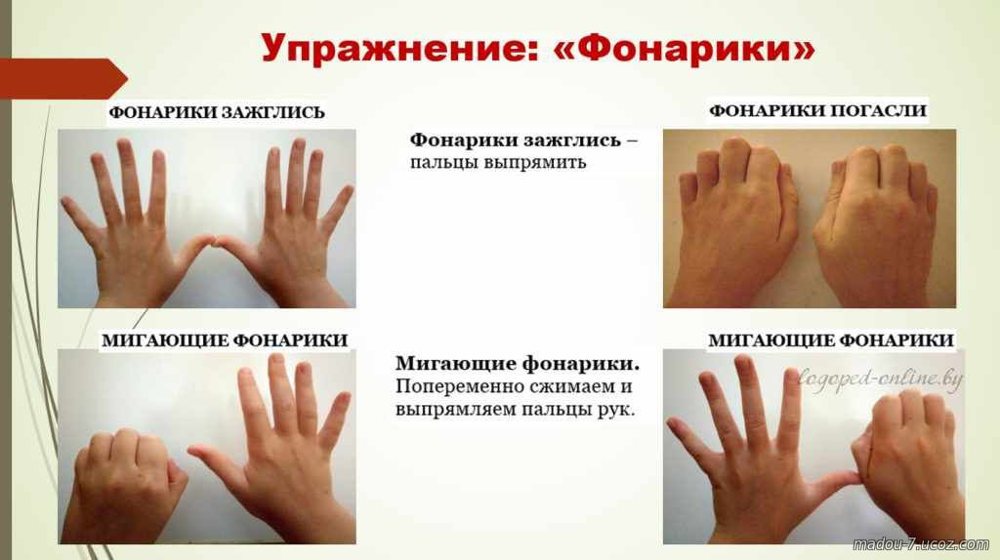 Упражнение: «Фонарики»
ФОНАРИКИ ЗАЖГЛИСЬ
Фонарики зажглись –
пальцы выпрямить
ФОНАРИКИ ПОГАСЛИ
МИГАЮЩИЕ ФОНАРИКИ
Мигающие фонарики.
Попеременно сжимаем и
выпрямляем пальцы рук.
МИГАЮЩИЕ ФОНАРИКИ
logoped-online.by
madou-7.ucoz.com